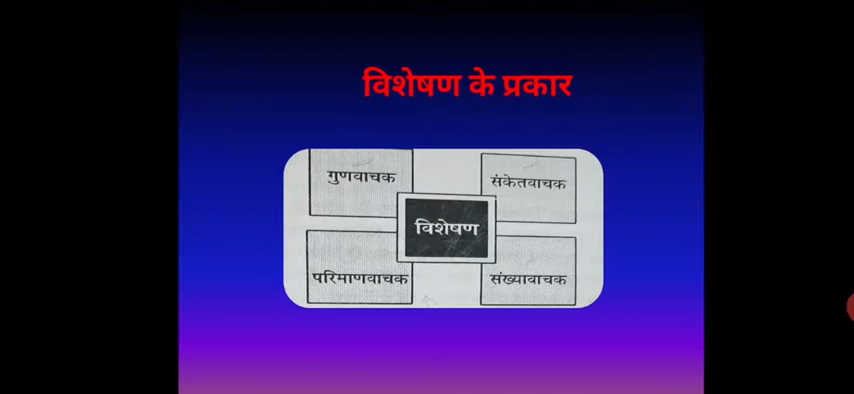 विशेषण के प्रकार
गुणवाचक
संकेतवाचक
विशेषण
परिमाणवाचक
संख्यावाचक